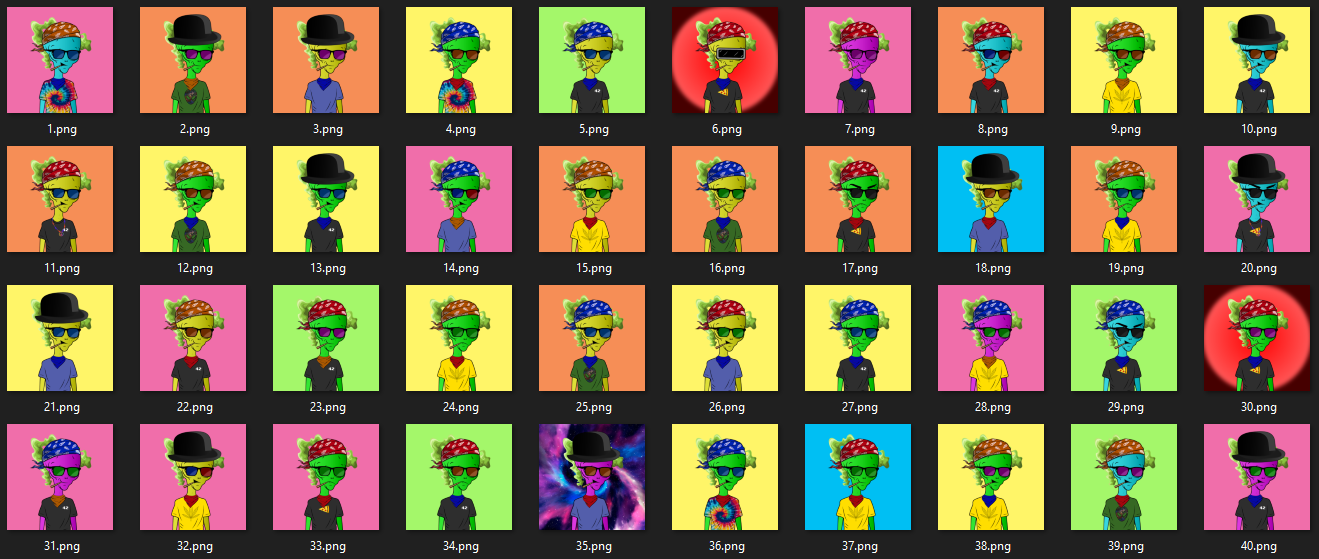 1.png 2.png 3.png 4.png 5.png 6.png 7.png 8.png 9.png 10.png
11.png 12.png 13.png 14.png 15.png 16.png 17.png 18.png 19.png 20.png
21.png 22.png 23.png 24.png 25.png 26.png 27.png 28.png 29.png 30.png
31.png 32.png 33.png 34.png 35.png 36.png 37.png 38.png 39.png 40.png